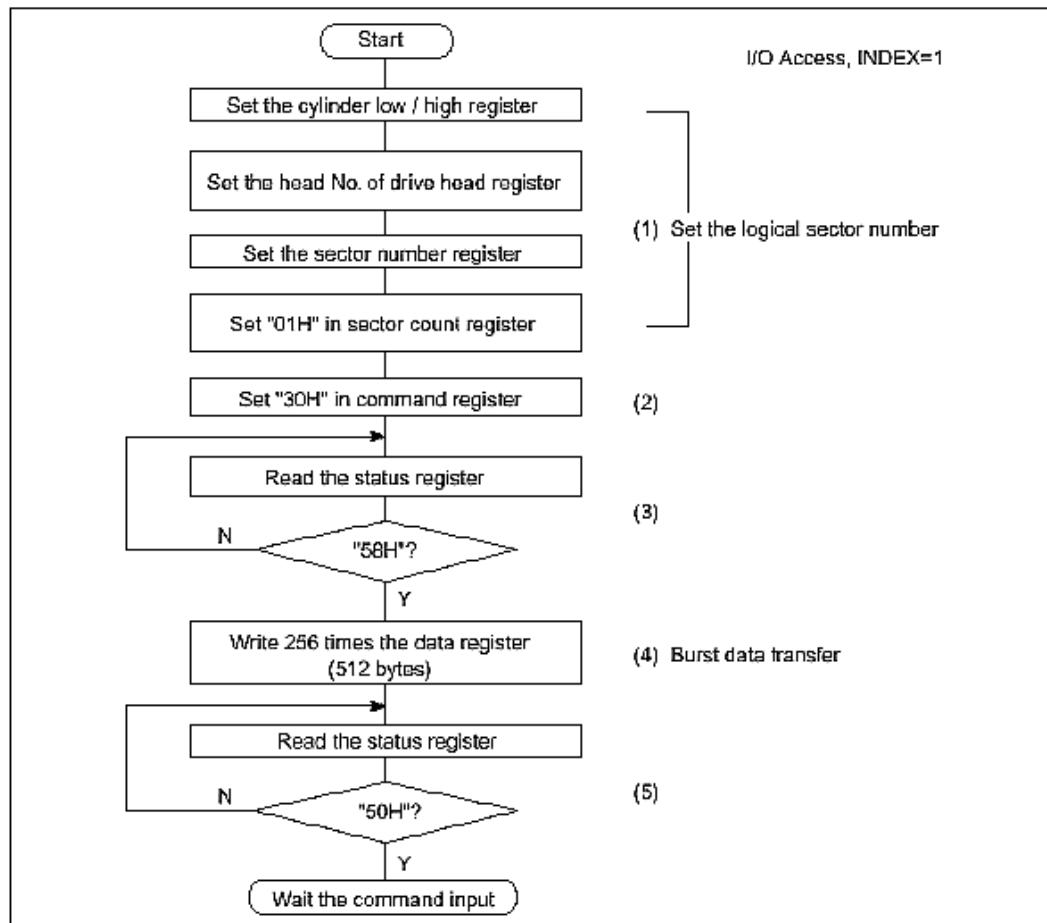 Start
I/O Access, INDEX=1
Set the cylinder low / high register
Set the head No. of drive head register
(1) Set the logical sector number
Set the sector number register
Set "01H" in sector count register
Set "30H" in command register
(2)
Read the status register
(3)
N
"58H"?
Y
Write 256 times the data register
(512 bytes)
(4) Burst data transfer
Read the status register
N
"50H"?
(5)
Y
Wait the command input